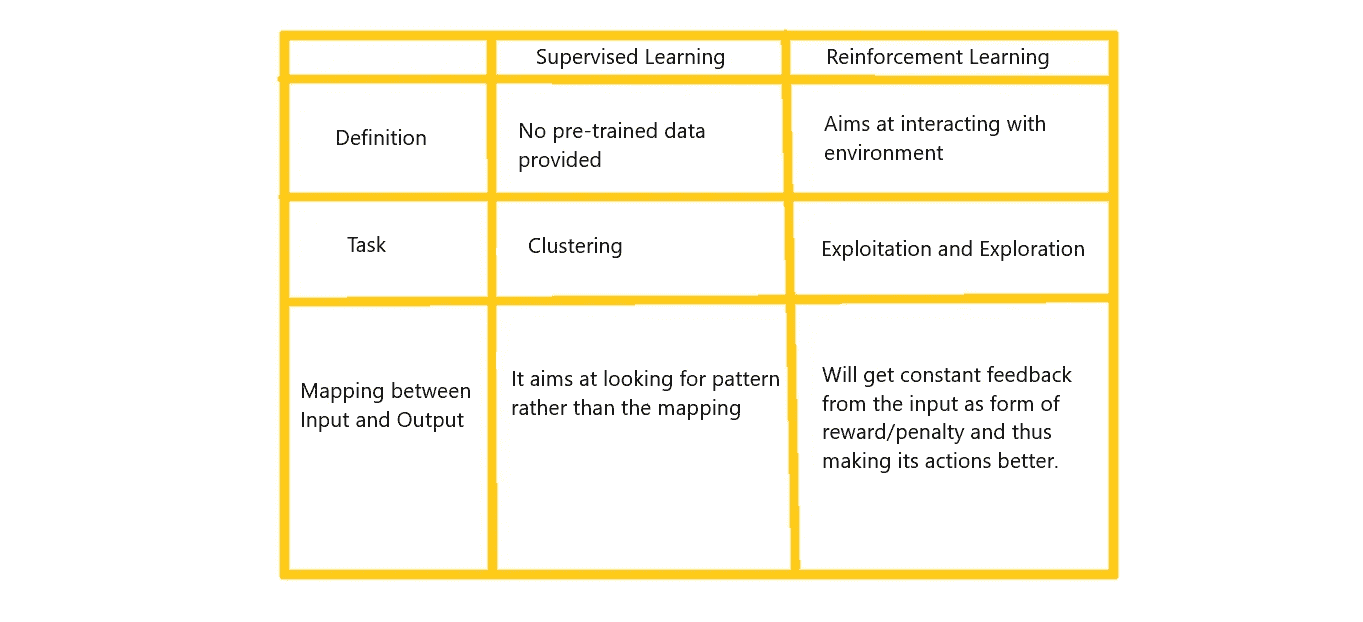 Supervised Learning
Reinforcement Learning
Definition
No pre-trained data
provided
Aims at interacting with
environment
Task
Clustering
Exploitation and Exploration
Mapping between
Input and Output
It aims at looking for pattern
rather than the mapping
Will get constant feedback
from the input as form of
reward/penalty and thus
making its actions better.